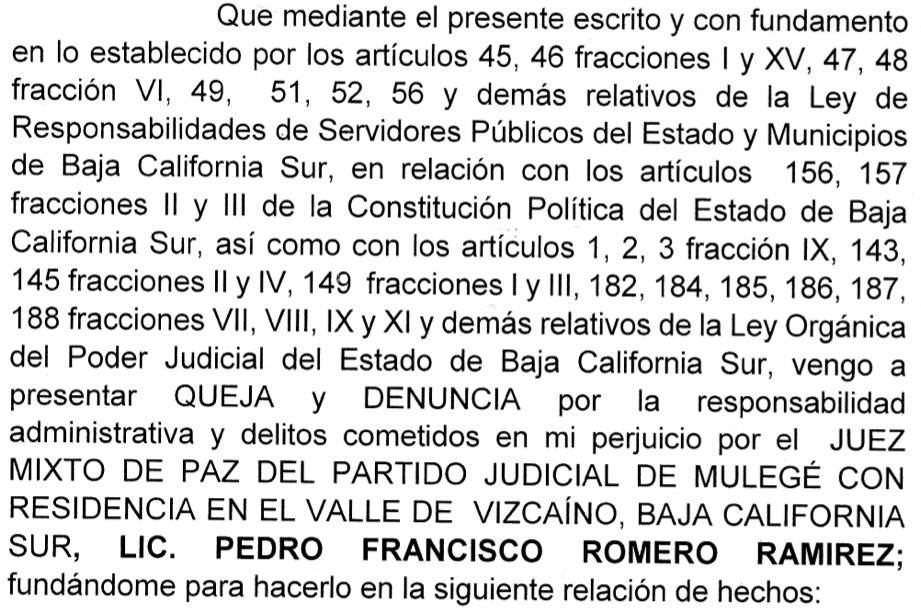 Que mediante el presente escrito y con fundamento
en lo establecido por los artículos 45, 46 fracciones I y XV, 47, 48
fracción VI, 49, 51, 52, 56 y demás relativos de la Ley de
Responsabilidades de Servidores Públicos del Estado y Municipios
de Baja California Sur, en relación con los artículos 156, 157
fracciones II y III de la Constitución Política del Estado de Baja
California Sur, así como con los artículos 1, 2, 3 fracción IX, 143,
145 fracciones II y IV, 149 fracciones I y III, 182, 184, 185, 186, 187,
188 fracciones VII, VIII, IX y XI y demás relativos de la Ley Orgánica
del Poder Judicial del Estado de Baja California Sur, vengo a
presentar QUEJA y DENUNCIA por la responsabilidad
administrativa y delitos cometidos en mi perjuicio por el JUEZ
MIXTO DE PAZ DEL PARTIDO JUDICIAL DE MULEGÉ CON
RESIDENCIA EN EL VALLE DE VIZCAÍNO, BAJA CALIFORNIA
SUR, LIC. PEDRO FRANCISCO ROMERO RAMIREZ;
fundándome para hacerlo en la siguiente relación de hechos: